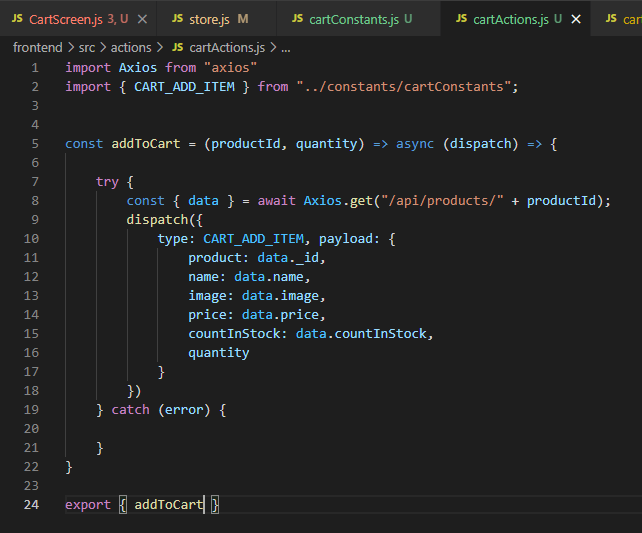 JS CartScreen.js 3, U × JS store.js M JS cartConstants.js U JS cartActions.js U × JS cart
frontend > src > actions > JS cartActions.js > ...
1 import Axios from "axios"
2 import { CART_ADD_ITEM } from "../constants/cartConstants";
3
4
5 const addToCart = (productId, quantity) => async (dispatch) => {
6
7 try {
8 const { data } = await Axios.get("/api/products/" + productId);
9 dispatch({
10 type: CART_ADD_ITEM, payload: {
11 product: data._id,
12 name: data.name,
13 image: data.image,
14 price: data.price,
15 countInStock: data.countInStock,
16 quantity
17 }
18 })
19 } catch (error) {
20
21 }
22 }
23
24 export { addToCart }